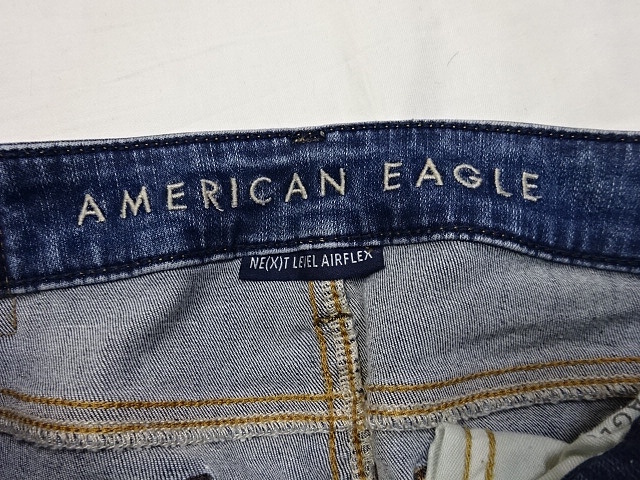 AMERICAN EAGLE
NE(X)T LEVEL AIRFLEX